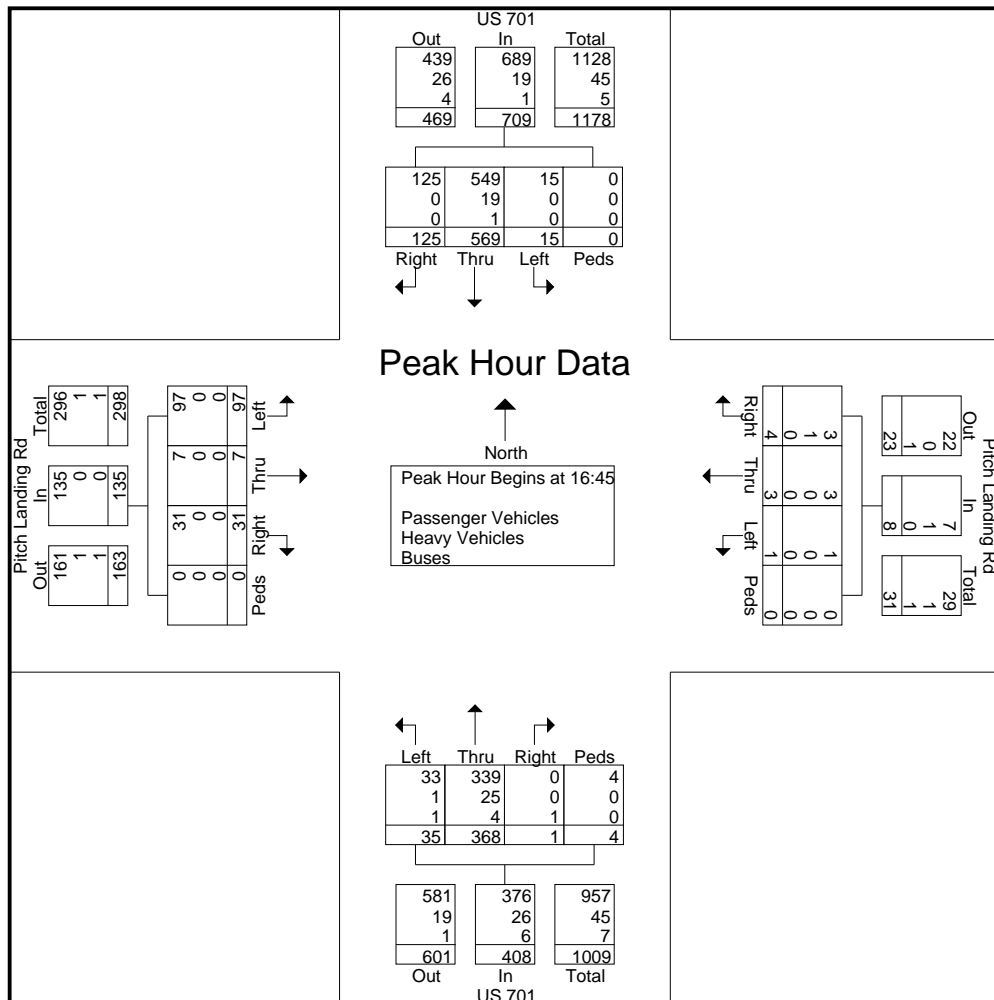 US 701
Out In Total
439 689 1128
26 19 45
4 1 5
469 709 1178
125 549 15 0
0 19 0 0
0 1 0 0
125 569 15 0
Right Thru Left Peds
Peak Hour Data
North
Peak Hour Begins at 16:45
Passenger Vehicles
Heavy Vehicles
Buses
Pitch Landing Rd
Out In Total
161 135 296
1 0 1
1 0 1
163 135 298
0 31 7 97
0 0 0 0
0 0 0 0
0 31 7 97
Peds Right Thru Left
Pitch Landing Rd
Out In Total
22 7 29
0 1 1
1 0 1
23 8 31
3 3 1 0
1 0 0 0
0 0 0 0
4 3 1 0
Right Thru Left Peds
Left Thru Right Peds
33 339 0 4
1 25 0 0
1 4 1 0
35 368 1 4
581 376 957
19 26 45
1 6 7
601 408 1009
Out In Total
US 701